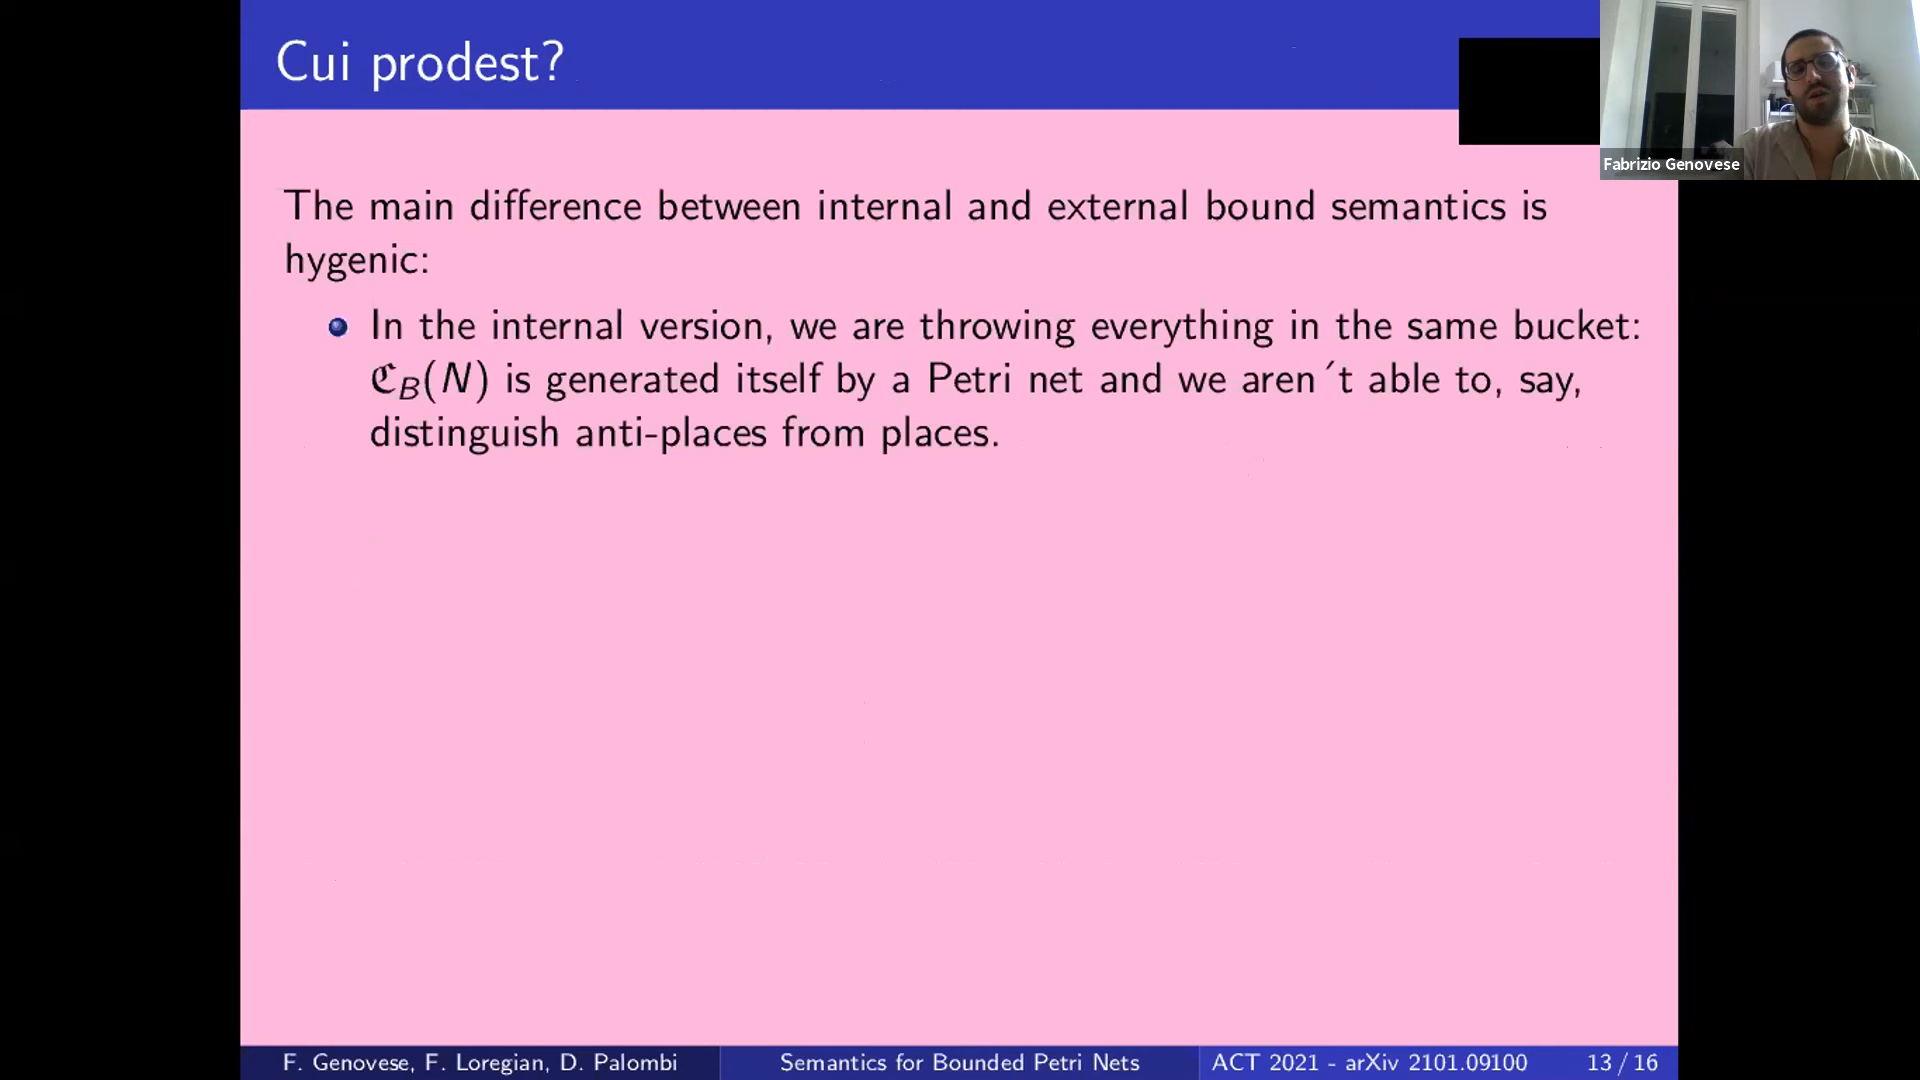 Cui prodest?
Fabrizio Genovese
The main difference between internal and external bound semantics is
hygenic:
In the internal version, we are throwing everything in the same bucket:
ℭ_B(N) is generated itself by a Petri net and we aren´t able to, say,
distinguish anti-places from places.
F. Genovese, F. Loregian, D. Palombi
Semantics for Bounded Petri Nets
ACT 2021 - arXiv 2101.09100
13 / 16